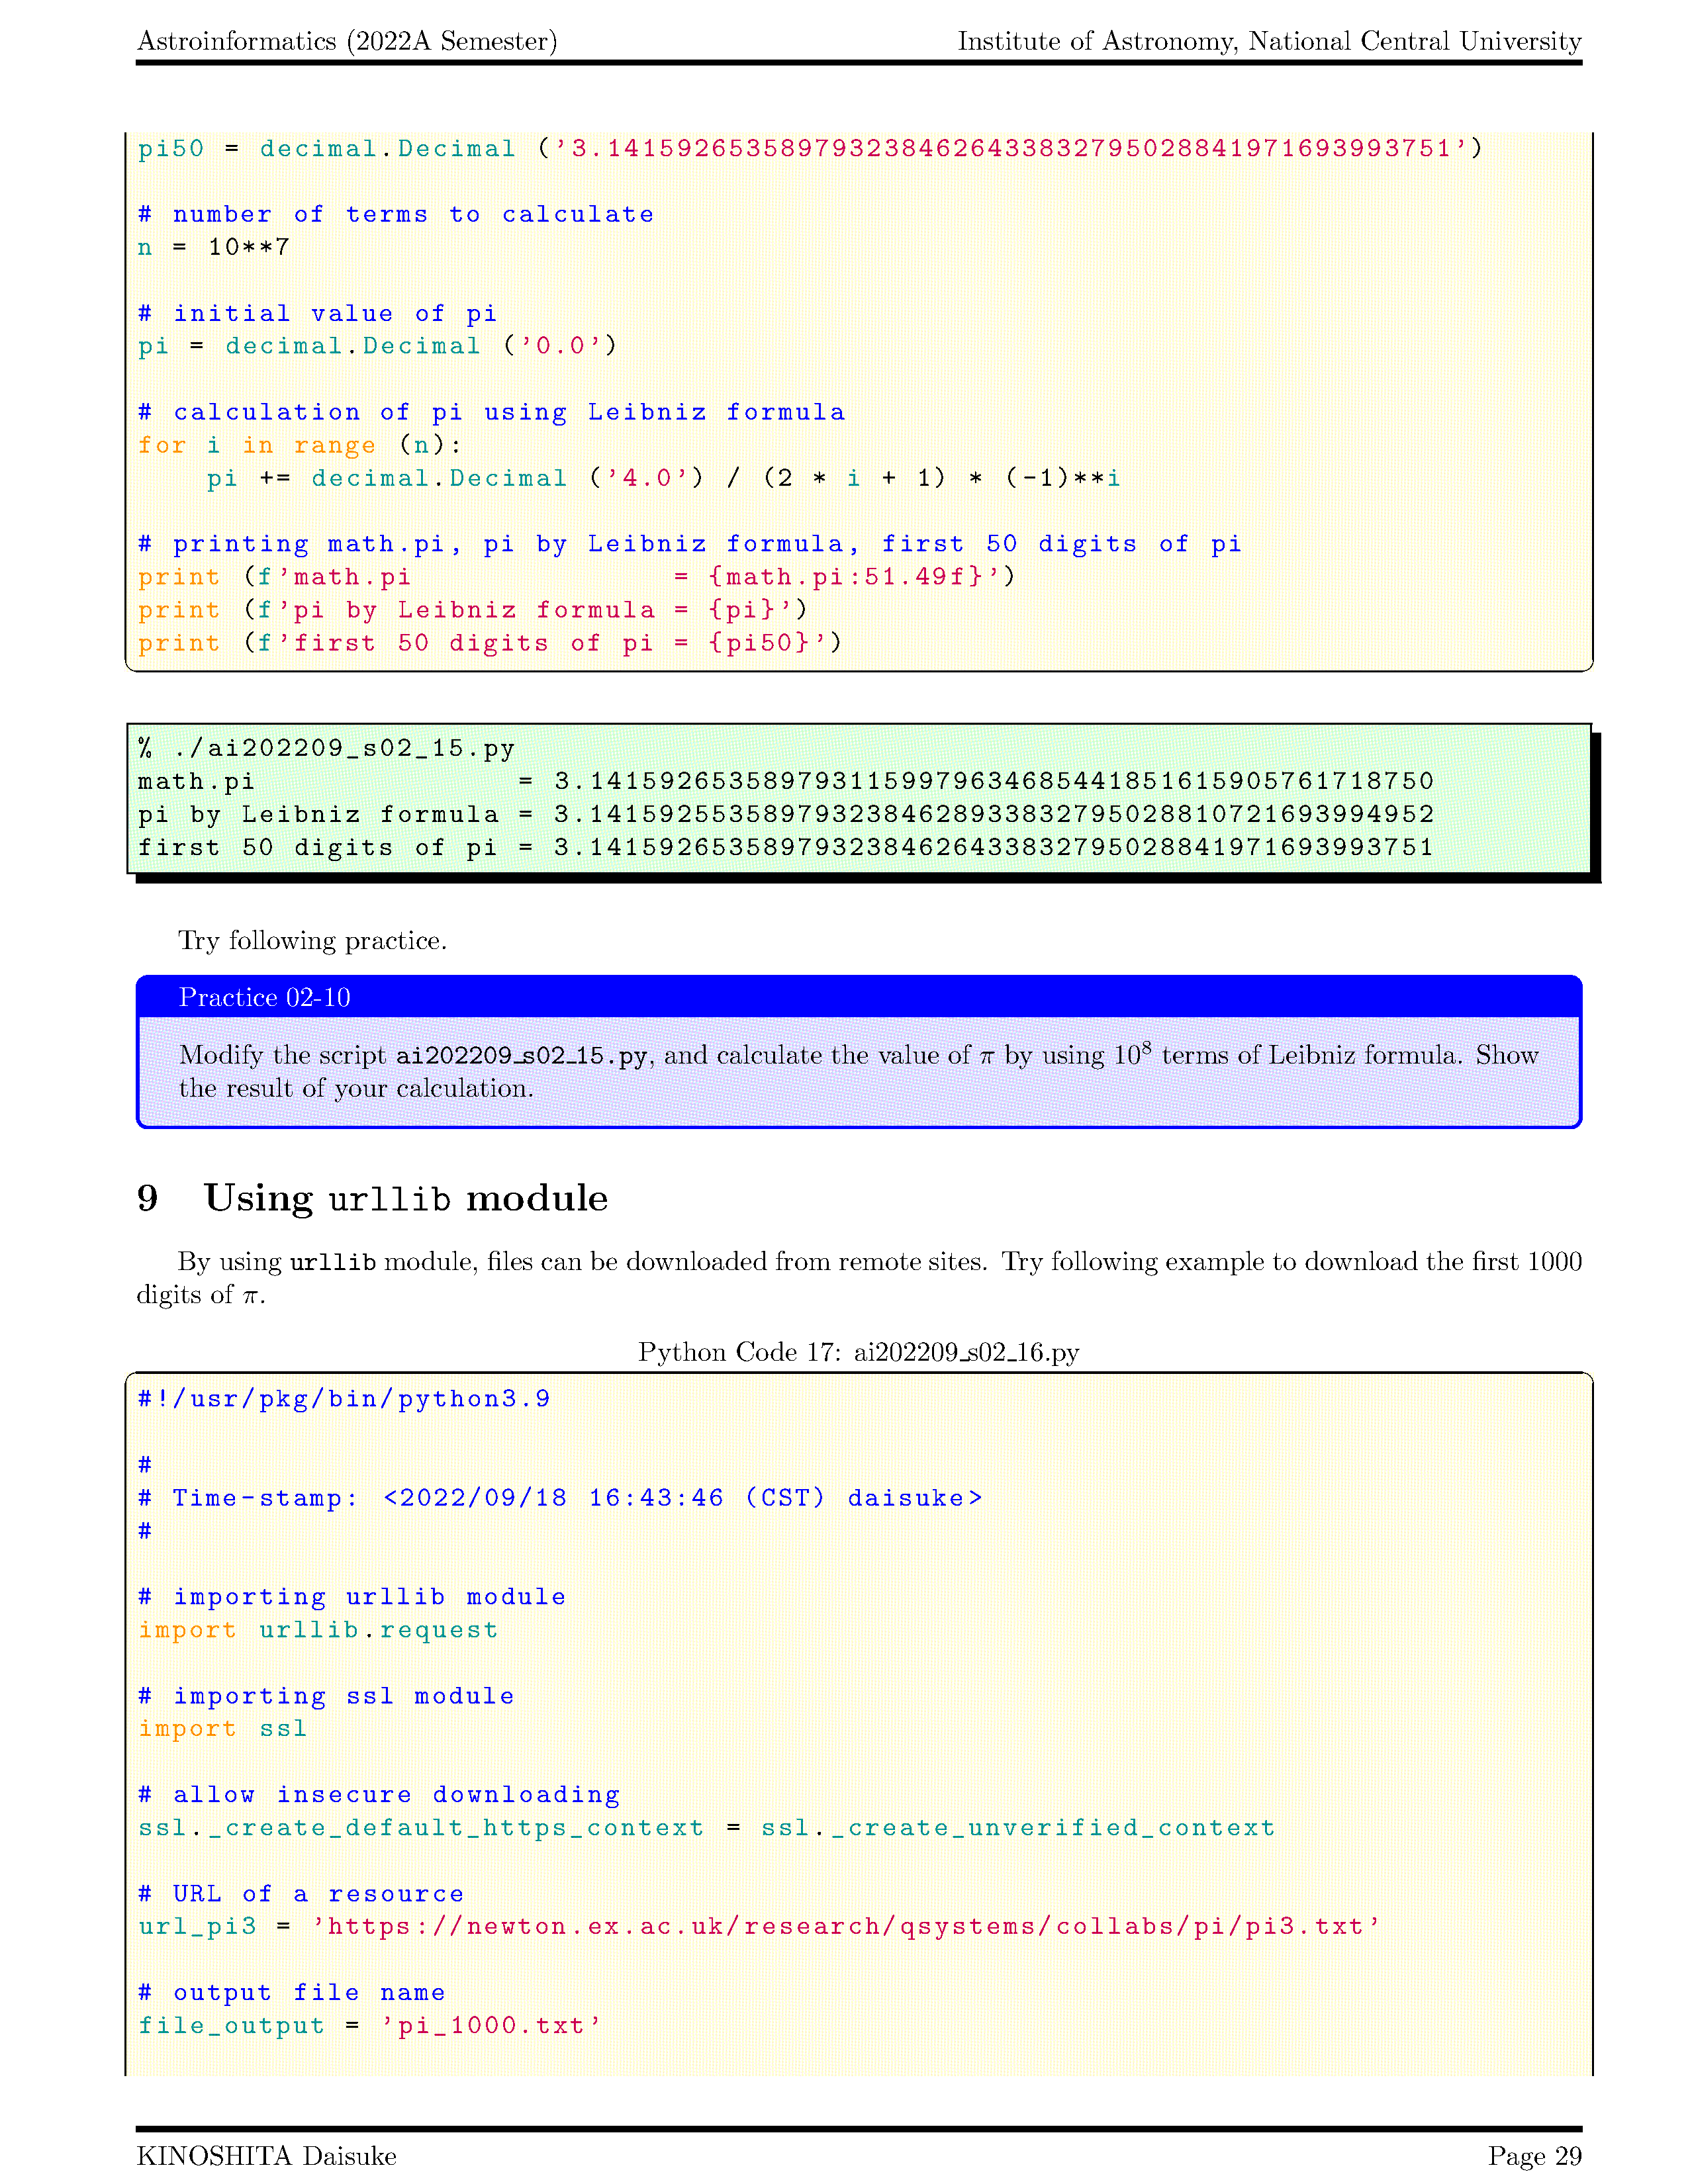 Astroinformatics (2022A Semester) Institute of Astronomy, National Central University
pi50 = decimal.Decimal ('3.1415926535897932384626433832795028841971693993751')
# number of terms to calculate
n = 10**7
# initial value of pi
pi = decimal.Decimal ('0.0')
# calculation of pi using Leibniz formula
for i in range (n):
    pi += decimal.Decimal ('4.0') / (2 * i + 1) * (-1)**i
# printing math.pi, pi by Leibniz formula, first 50 digits of pi
print (f'math.pi               = {math.pi:51.49f}')
print (f'pi by Leibniz formula = {pi}')
print (f'first 50 digits of pi = {pi50}')
% ./ai202209_s02_15.py
math.pi               = 3.1415926535897931159979634685441851615905761718750
pi by Leibniz formula = 3.1415925535897932384628933832795028810721693994952
first 50 digits of pi = 3.1415926535897932384626433832795028841971693993751
Try following practice.
Practice 02-10
Modify the script ai202209_s02_15.py, and calculate the value of π by using 10⁸ terms of Leibniz formula. Show
the result of your calculation.
9 Using urllib module
By using urllib module, files can be downloaded from remote sites. Try following example to download the first 1000
digits of π.
Python Code 17: ai202209_s02_16.py
#!/usr/pkg/bin/python3.9
#
# Time-stamp: <2022/09/18 16:43:46 (CST) daisuke>
#
# importing urllib module
import urllib.request
# importing ssl module
import ssl
# allow insecure downloading
ssl._create_default_https_context = ssl._create_unverified_context
# URL of a resource
url_pi3 = 'https://newton.ex.ac.uk/research/qsystems/collabs/pi/pi3.txt'
# output file name
file_output = 'pi_1000.txt'
KINOSHITA Daisuke Page 29